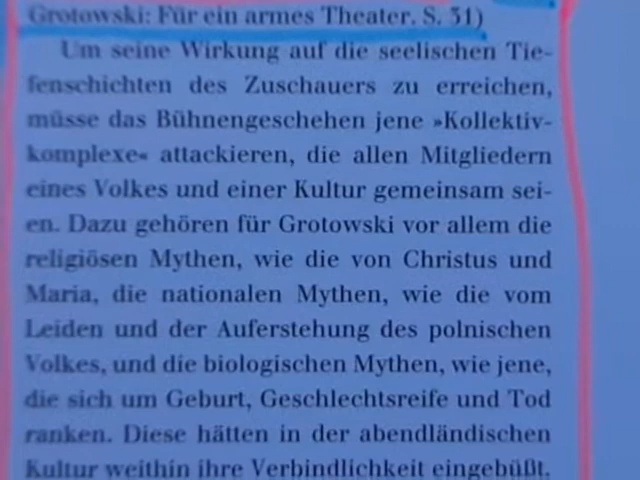 Grotowski: Für ein armes Theater. S. 31)
Um seine Wirkung auf die seelischen Tie-
fenschichten des Zuschauers zu erreichen,
müsse das Bühnengeschehen jene »Kollektiv-
komplexe« attackieren, die allen Mitgliedern
eines Volkes und einer Kultur gemeinsam sei-
en. Dazu gehören für Grotowski vor allem die
religiösen Mythen, wie die von Christus und
Maria, die nationalen Mythen, wie die vom
Leiden und der Auferstehung des polnischen
Volkes, und die biologischen Mythen, wie jene,
die sich um Geburt, Geschlechtsreife und Tod
ranken. Diese hätten in der abendländischen
Kultur weithin ihre Verbindlichkeit eingebüßt.